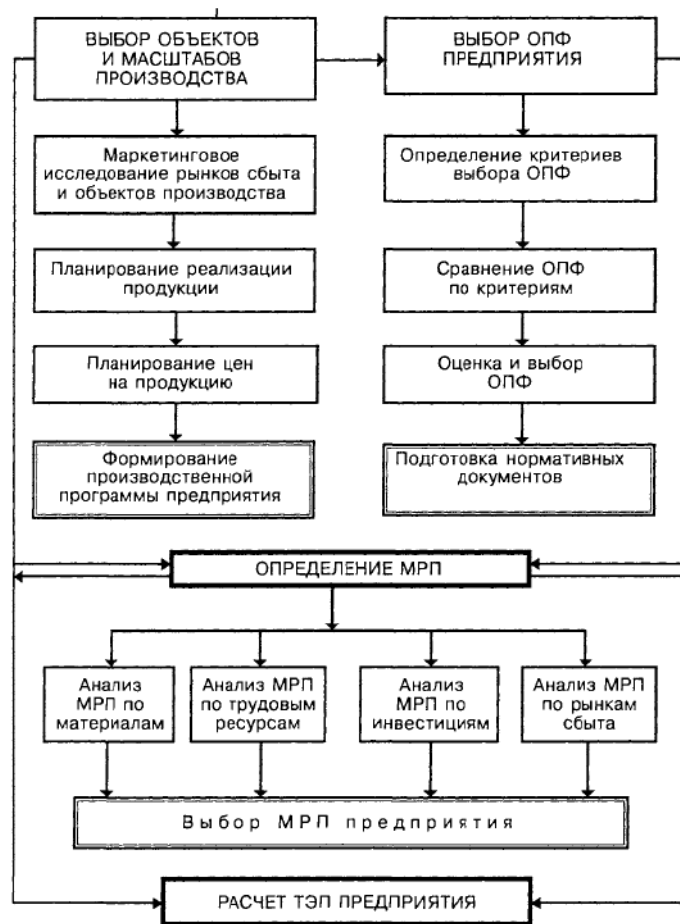 ВЫБОР ОБЪЕКТОВ
И МАСШТАБОВ
ПРОИЗВОДСТВА
ВЫБОР ОПФ
ПРЕДПРИЯТИЯ
Маркетинговое
исследование рынков сбыта
и объектов производства
Определение критериев
выбора ОПФ
Планирование реализации
продукции
Сравнение ОПФ
по критериям
Планирование цен
на продукцию
Оценка и выбор
ОПФ
Формирование
производственной
программы предприятия
Подготовка нормативных
документов
ОПРЕДЕЛЕНИЕ МРП
Анализ
МРП по
материалам
Анализ МРП
по трудовым
ресурсам
Анализ
МРП по
инвестициям
Анализ МРП
по рынкам
сбыта
Выбор МРП предприятия
РАСЧЕТ ТЭП ПРЕДПРИЯТИЯ